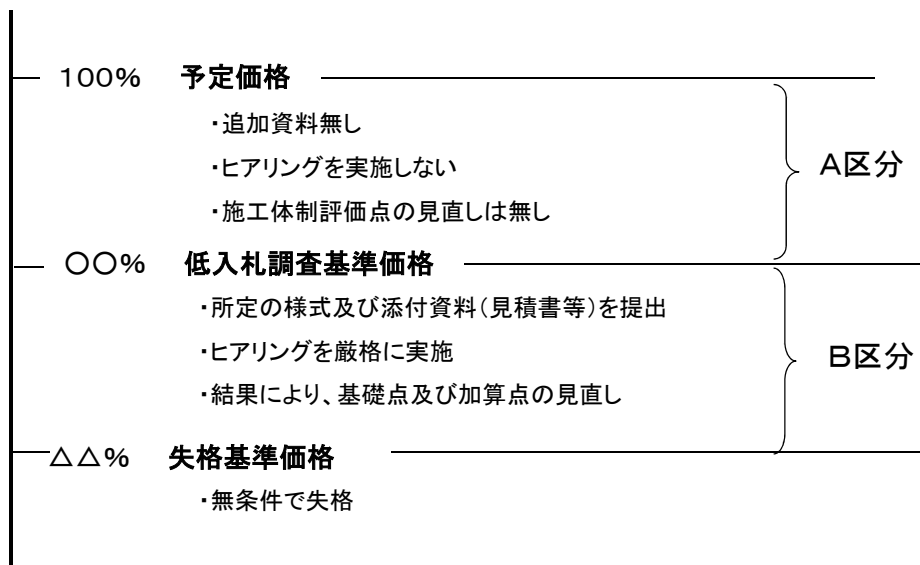 100% 予定価格
・追加資料無し
・ヒアリングを実施しない
・施工体制評価点の見直しは無し
A区分
○○% 低入札調査基準価格
・所定の様式及び添付資料(見積書等)を提出
・ヒアリングを厳格に実施
・結果により、基礎点及び加算点の見直し
B区分
△△% 失格基準価格
・無条件で失格